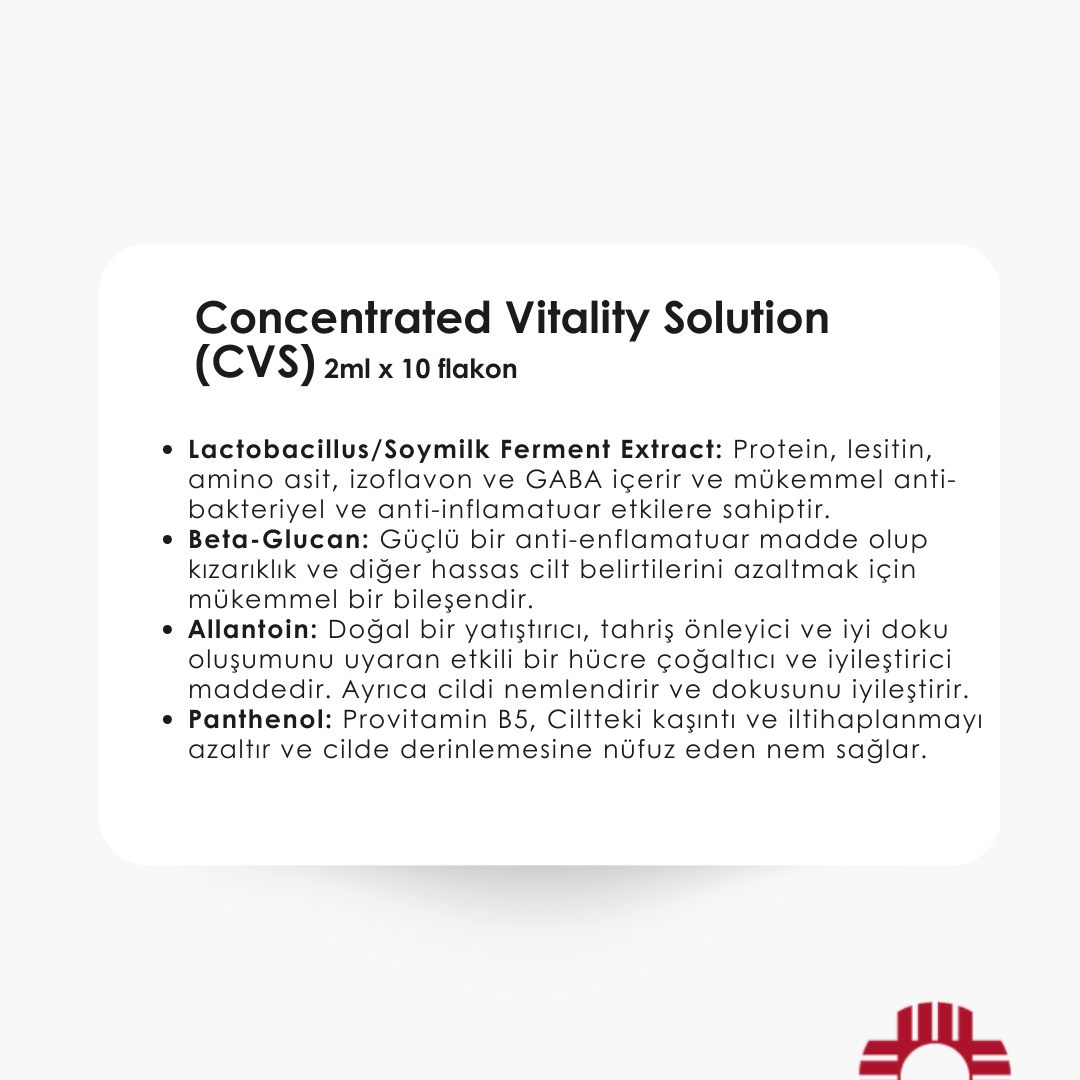 Concentrated Vitality Solution
(CVS) 2ml x 10 flakon
• Lactobacillus/Soymilk Ferment Extract: Protein, lesitin,
amino asit, izoflavon ve GABA içerir ve mükemmel anti-
bakteriyel ve anti-inflamatuar etkilere sahiptir.
• Beta-Glucan: Güçlü bir anti-enflamatuar madde olup
kızarıklık ve diğer hassas cilt belirtilerini azaltmak için
mükemmel bir bileşendir.
• Allantoin: Doğal bir yatıştırıcı, tahriş önleyici ve iyi doku
oluşumunu uyaran etkili bir hücre çoğaltıcı ve iyileştirici
maddedir. Ayrıca cildi nemlendirir ve dokusunu iyileştirir.
• Panthenol: Provitamin B5, Ciltteki kaşıntı ve iltihaplanmayı
azaltır ve cilde derinlemesine nüfuz eden nem sağlar.